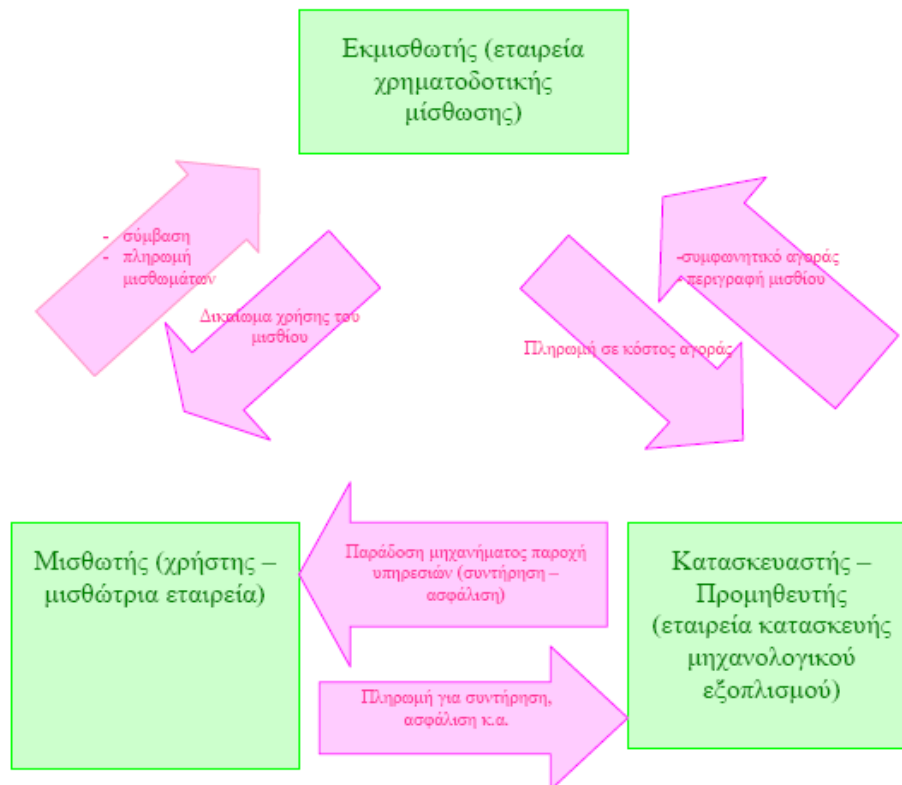 Εκμισθωτής (εταιρεία
χρηματοδοτικής
μίσθωσης)
- σύμβαση
- πληρωμή
μισθωμάτων
Δικαίωμα χρήσης του
μισθίου
-συμφωνητικό αγοράς
- περιγραφή μισθίου
Πληρωμή σε κόστος αγοράς
Μισθωτής (χρήστης –
μισθώτρια εταιρεία)
Παράδοση μηχανήματος παροχή
υπηρεσιών (συντήρηση –
ασφάλιση)
Πληρωμή για συντήρηση,
ασφάλιση κ.α.
Κατασκευαστής –
Προμηθευτής
(εταιρεία κατασκευής
μηχανολογικού
εξοπλισμού)